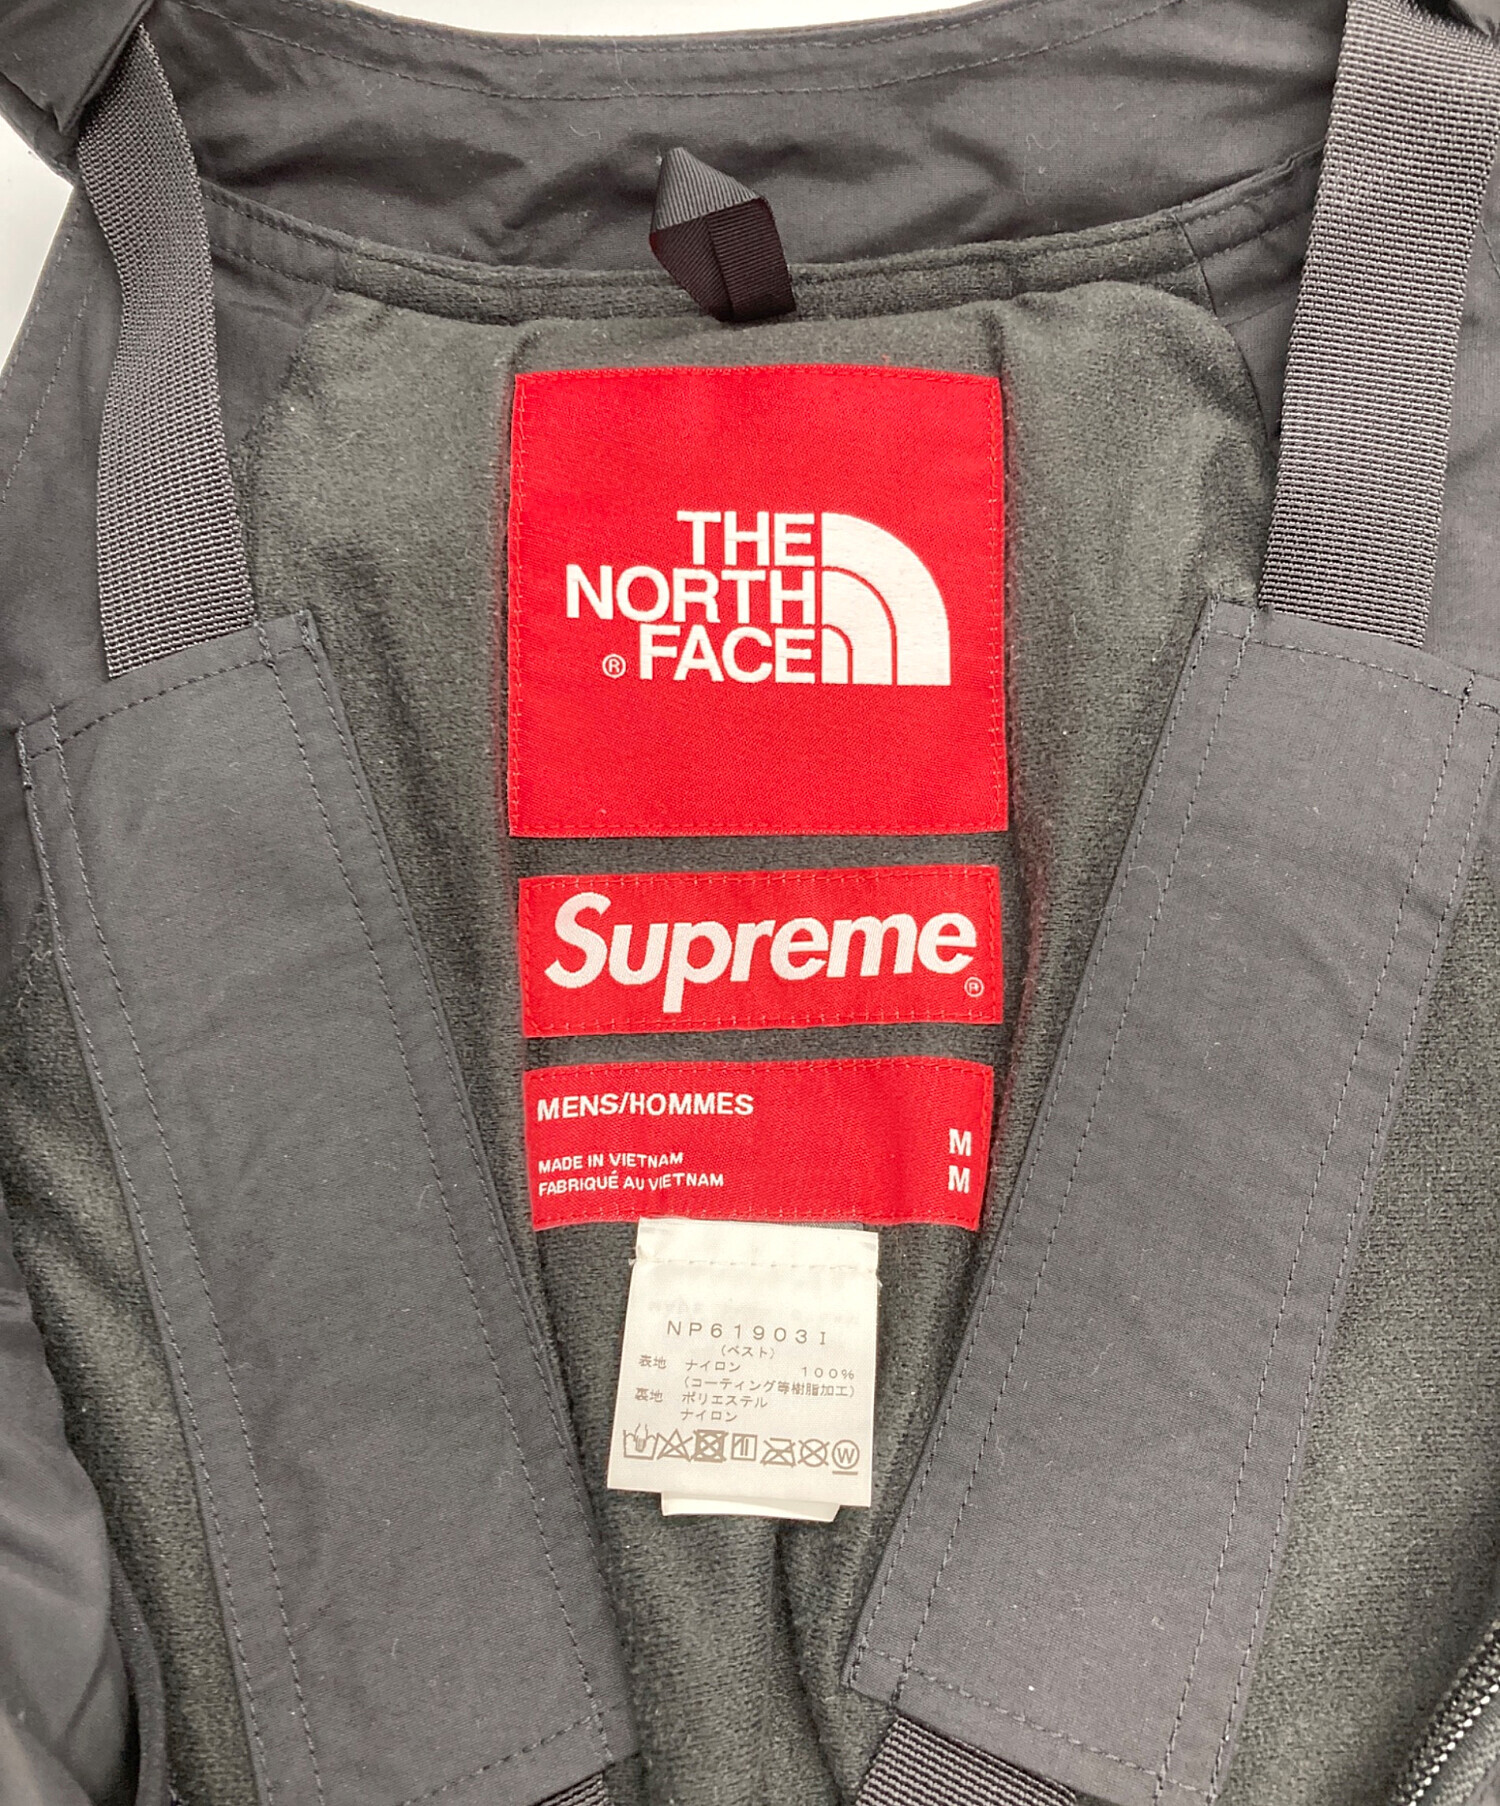 THE
NORTH
® FACE
Supreme
®
MENS/HOMMES
M
MADE IN VIETNAM
FABRIQUÉ AU VIETNAM
M
NP61903I
(ベスト)
表地 ナイロン 100%
(コーティング等樹脂加工)
裏地 ポリエステル
ナイロン
W